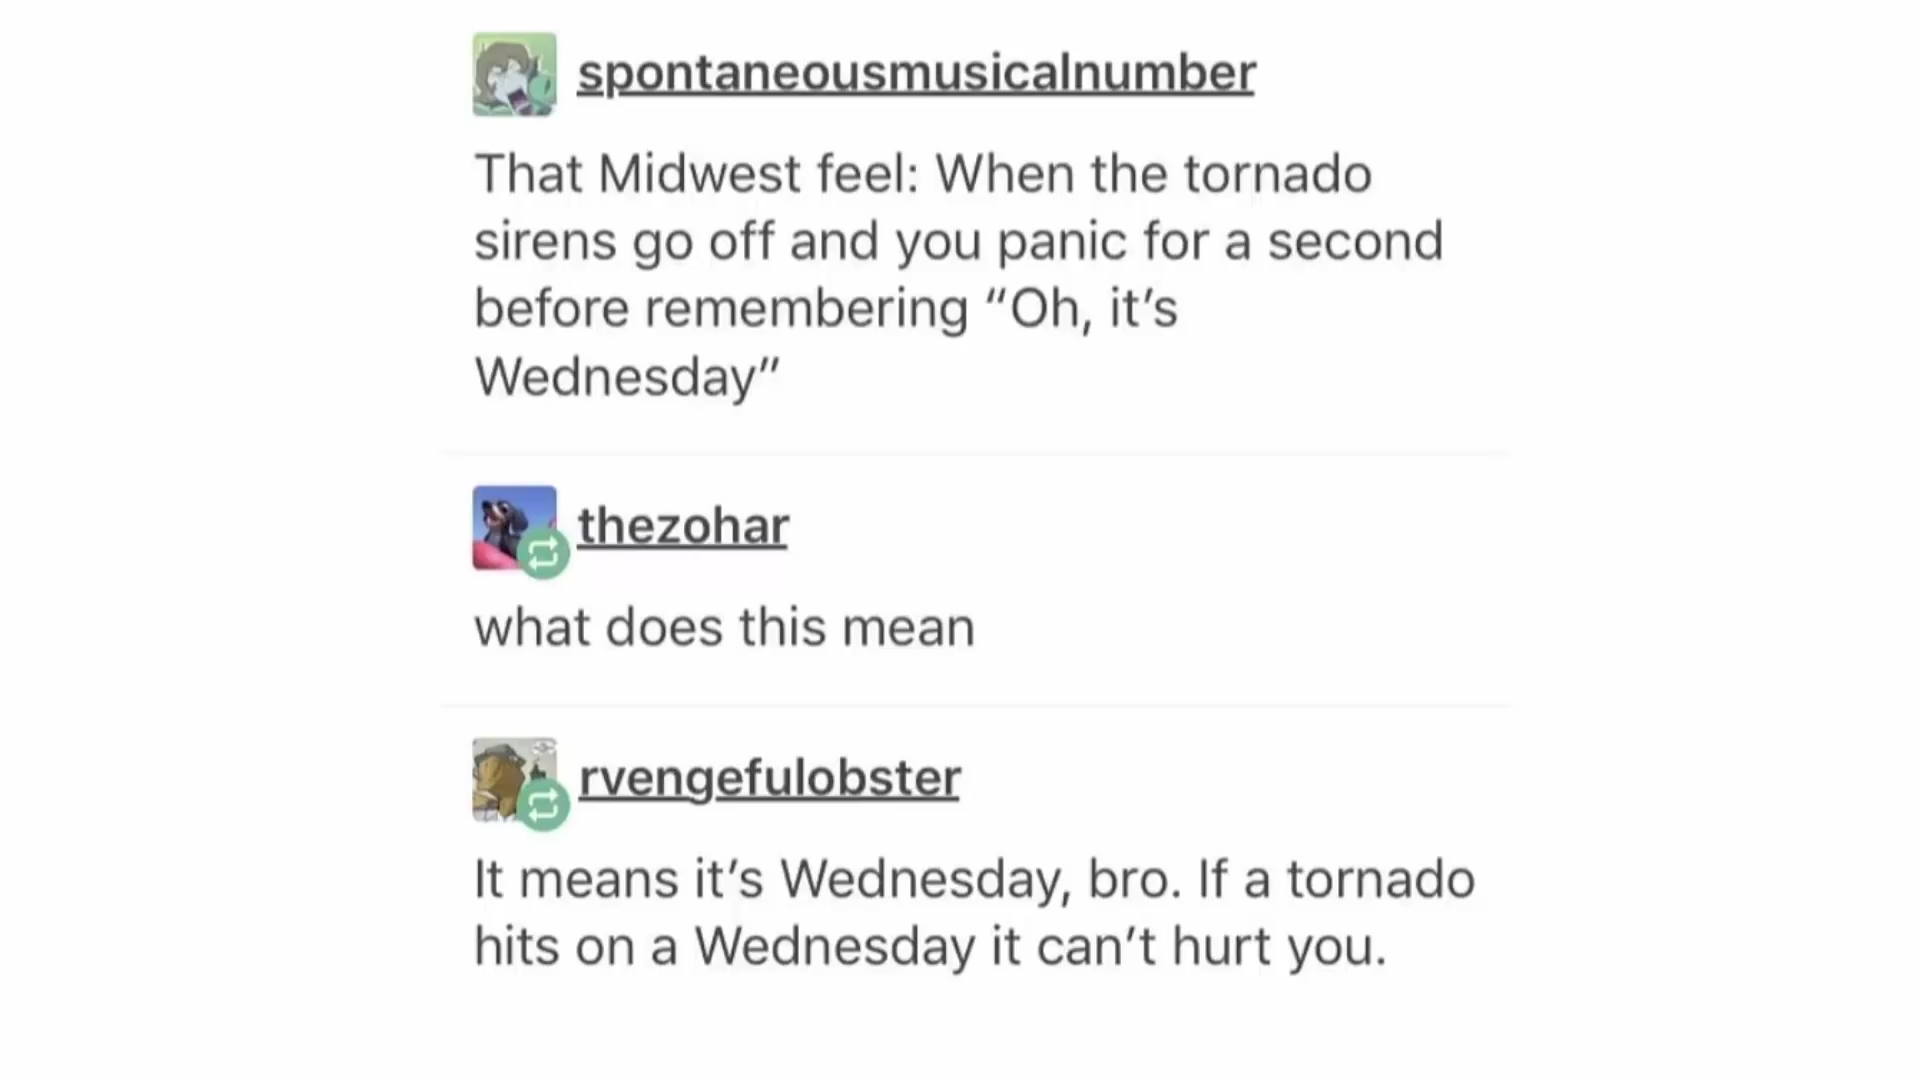 spontaneousmusicalnumber
That Midwest feel: When the tornado
sirens go off and you panic for a second
before remembering “Oh, it’s
Wednesday”
thezohar
what does this mean
rvengefulobster
It means it’s Wednesday, bro. If a tornado
hits on a Wednesday it can’t hurt you.